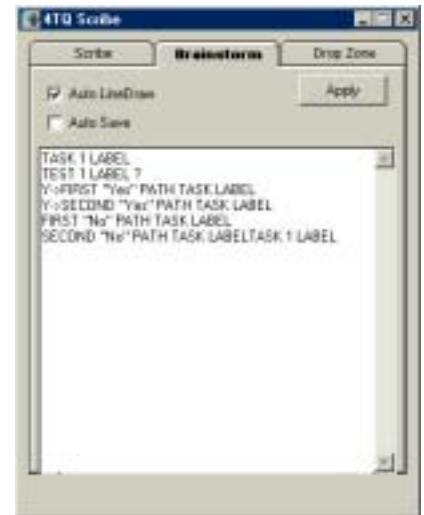 4TQ Scribe
Scribe Brainstorm Drop Zone
Auto LineDraw Apply
Auto Save
TASK 1 LABEL
TEST 1 LABEL ?
Y->FIRST "Yes" PATH TASK LABEL
Y->SECOND "Yes" PATH TASK LABEL
FIRST "No" PATH TASK LABEL
SECOND "No" PATH TASK LABELTASK 1 LABEL